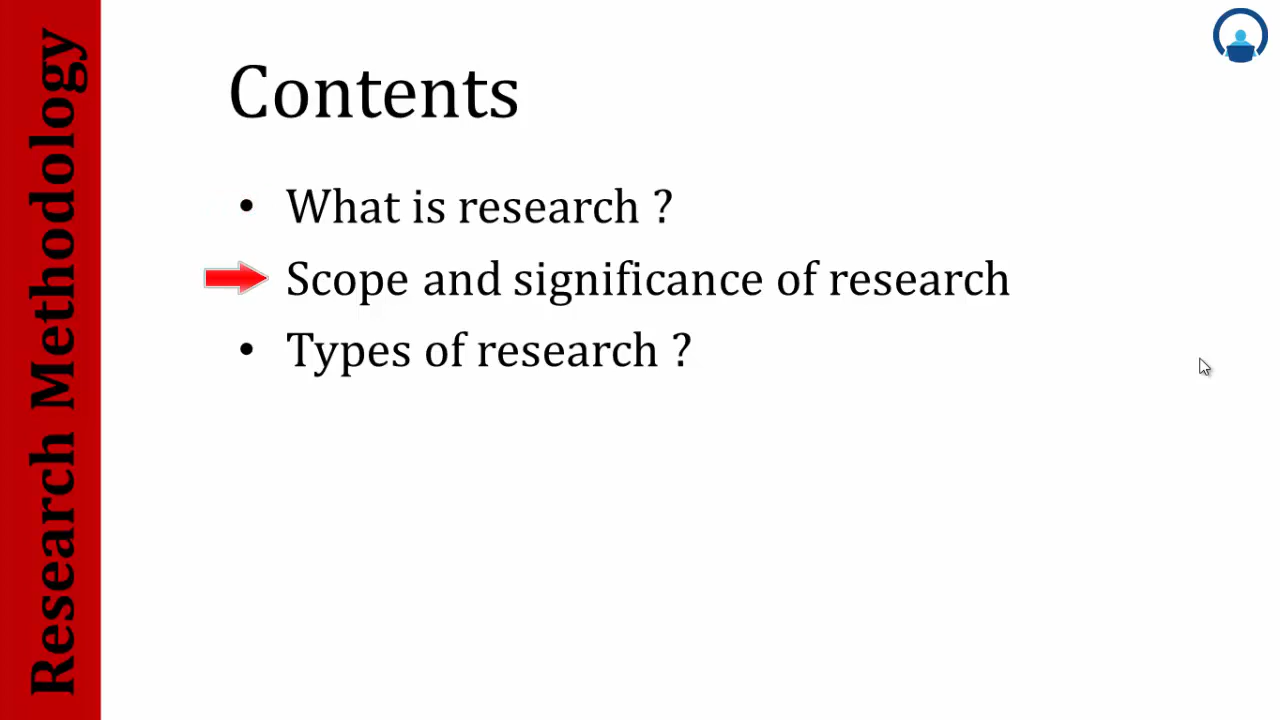 Research Methodology
Contents
• What is research ?
Scope and significance of research
• Types of research ?